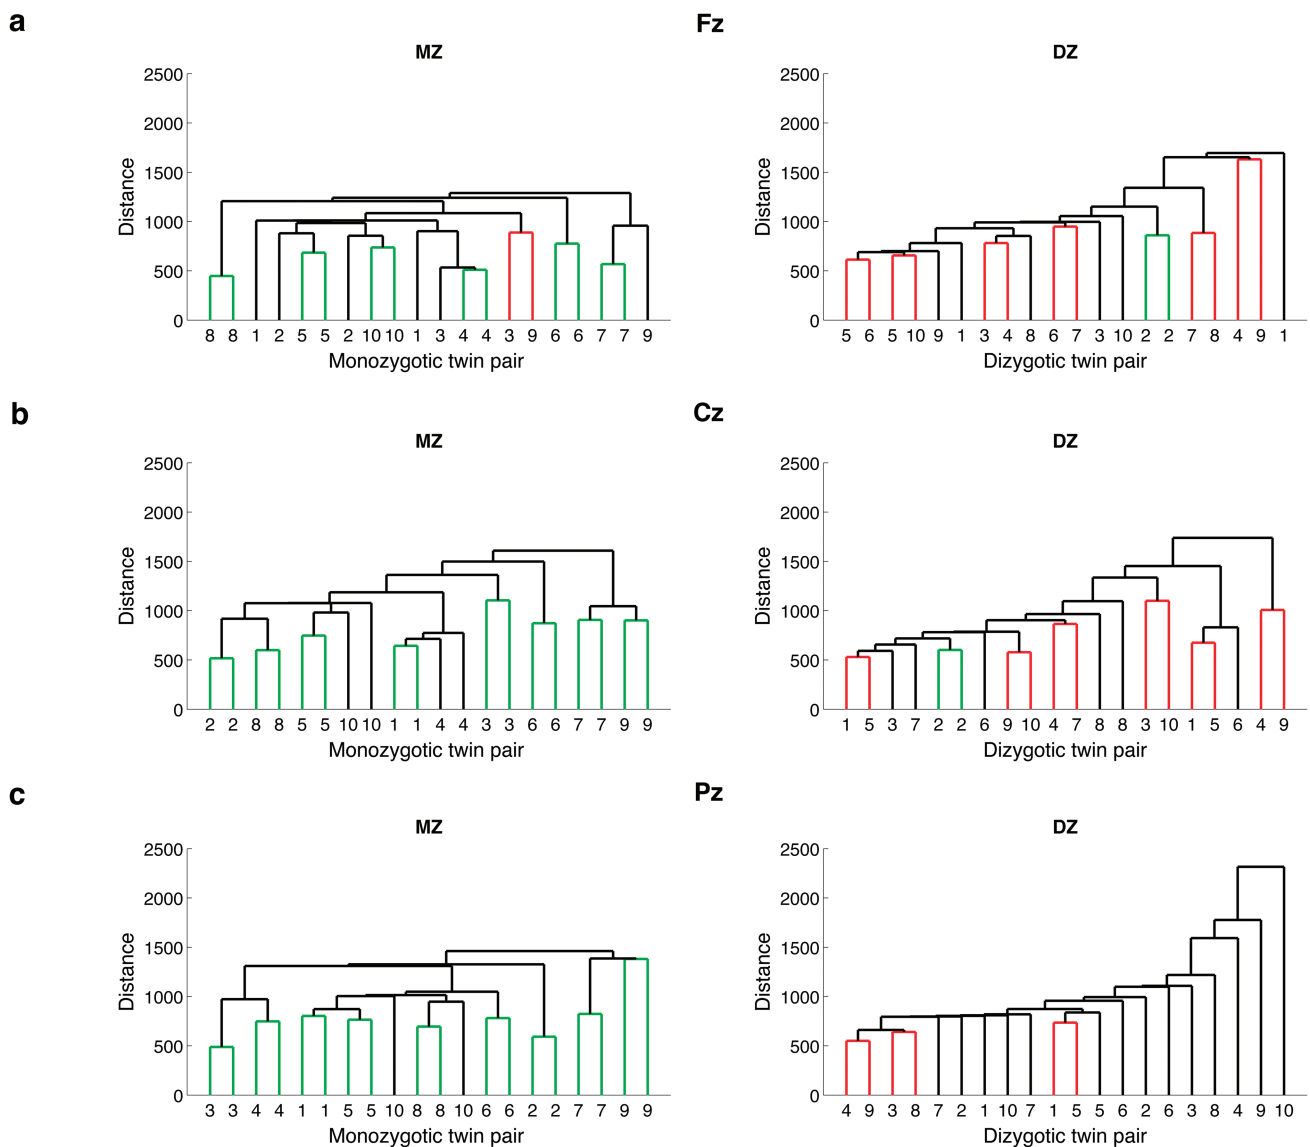 a
Fz
MZ
2500
2000
1500
1000
500
0
Distance
8 8 1 2 5 5 2 10 10 1 3 4 4 3 9 6 6 7 7 9
Monozygotic twin pair
DZ
2500
2000
1500
1000
500
0
Distance
5 6 5 10 9 1 3 4 8 6 7 3 10 2 2 7 8 4 9 1
Dizygotic twin pair
b
Cz
MZ
2500
2000
1500
1000
500
0
Distance
2 2 8 8 5 5 10 10 1 1 4 4 3 3 6 6 7 7 9 9
Monozygotic twin pair
DZ
2500
2000
1500
1000
500
0
Distance
1 5 3 7 2 2 6 9 10 4 7 8 8 3 10 1 5 6 4 9
Dizygotic twin pair
c
Pz
MZ
2500
2000
1500
1000
500
0
Distance
3 3 4 4 1 1 5 5 10 8 8 10 6 6 2 2 7 7 9 9
Monozygotic twin pair
DZ
2500
2000
1500
1000
500
0
Distance
4 9 3 8 7 2 1 10 7 1 5 5 6 2 6 3 8 4 9 10
Dizygotic twin pair